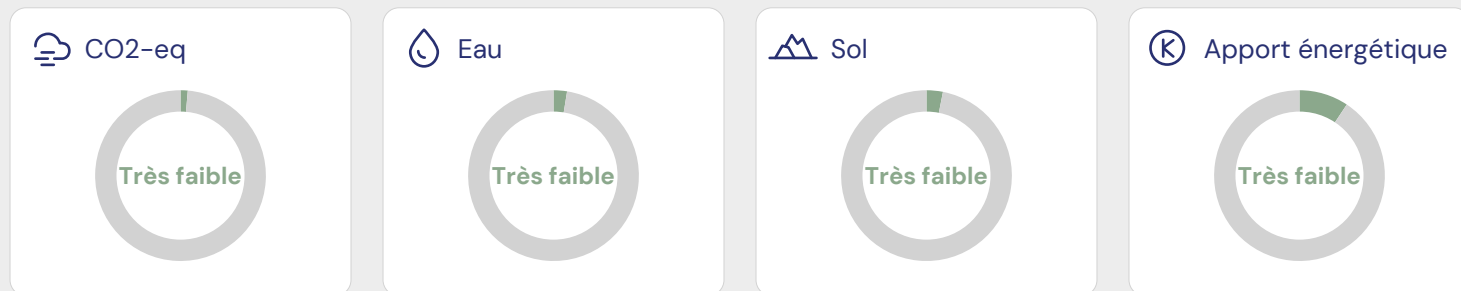 CO2-eq
Très faible
Eau
Très faible
Sol
Très faible
Apport énergétique
Très faible